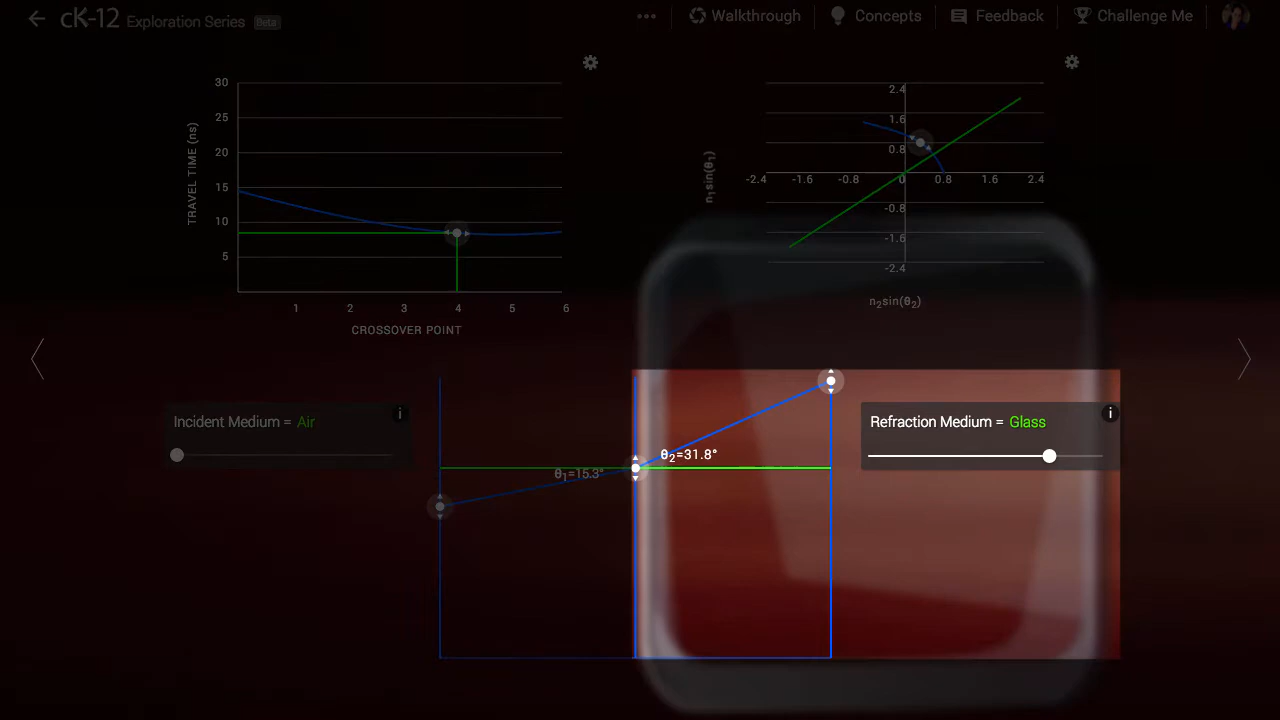 cK-12 Exploration Series Beta
••• Walkthrough Concepts Feedback Challenge Me
30
25
20
15
10
5
TRAVEL TIME (ns)
1 2 3 4 5 6
CROSSOVER POINT
2.4
1.6
0.8
-2.4 -1.6 -0.8 0 0.8 1.6 2.4
-0.8
-1.6
-2.4
n₁sin(θ₁)
n₂sin(θ₂)
Incident Medium = Air i
θ₁=15.3°
θ₂=31.8°
Refraction Medium = Glass i